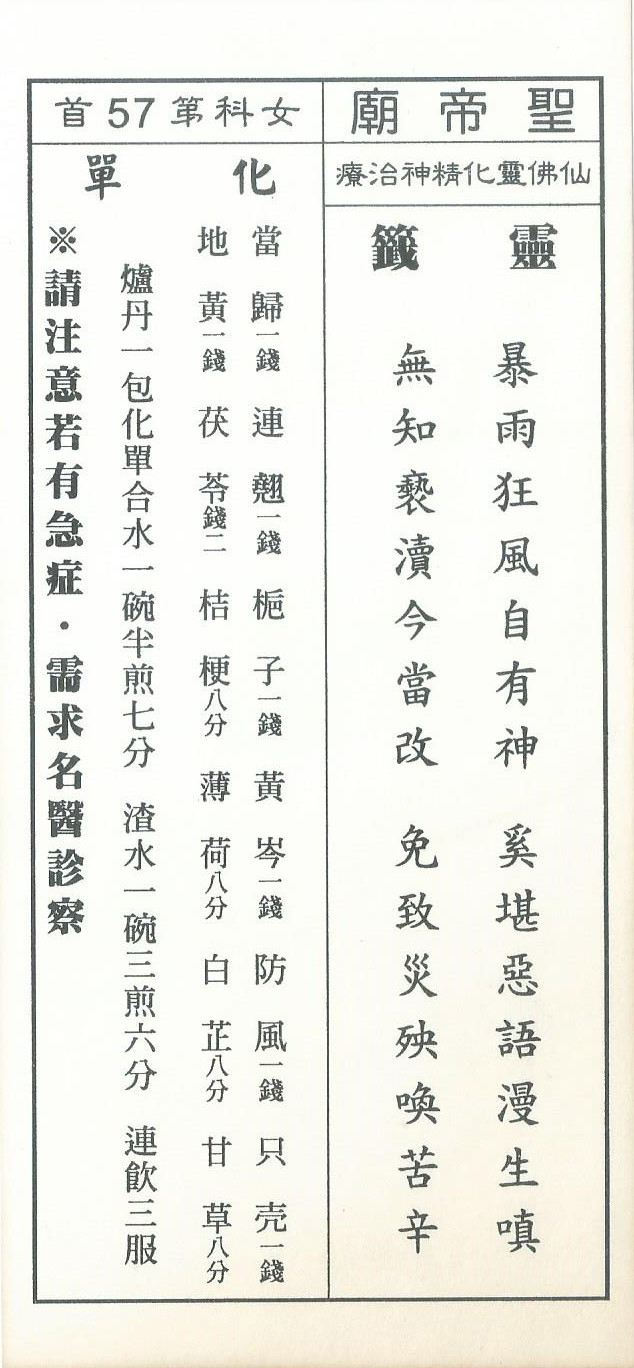 聖帝廟
仙佛靈化精神治療
靈籤
暴雨狂風自有神 奚堪惡語漫生嗔
無知褻瀆今當改 免致災殃喚苦辛
女科第57首
化單
當歸一錢 連翹一錢 梔子一錢 黃岑一錢 防風一錢 只壳一錢
地黃一錢 茯苓錢二 桔梗八分 薄荷八分 白芷八分 甘草八分
爐丹一包化單合水一碗半煎七分 渣水一碗三煎六分 連飲三服
※請注意若有急症．需求名醫診察